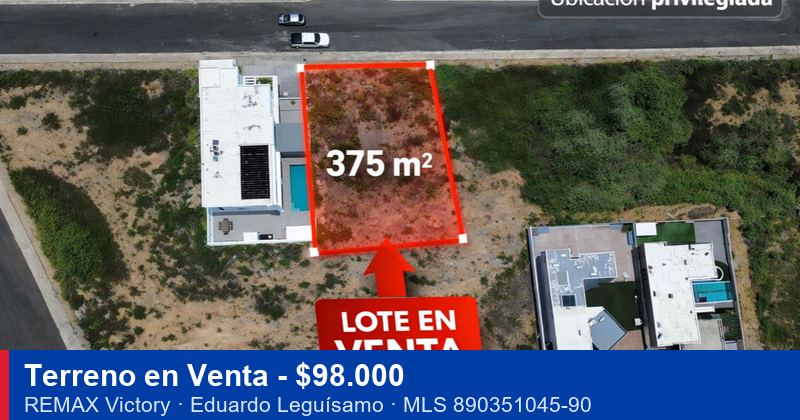 Ubicación privilegiada
375 m²
LOTE EN
VENTA
Terreno en Venta - $98.000
REMAX Victory · Eduardo Leguísamo · MLS 890351045-90